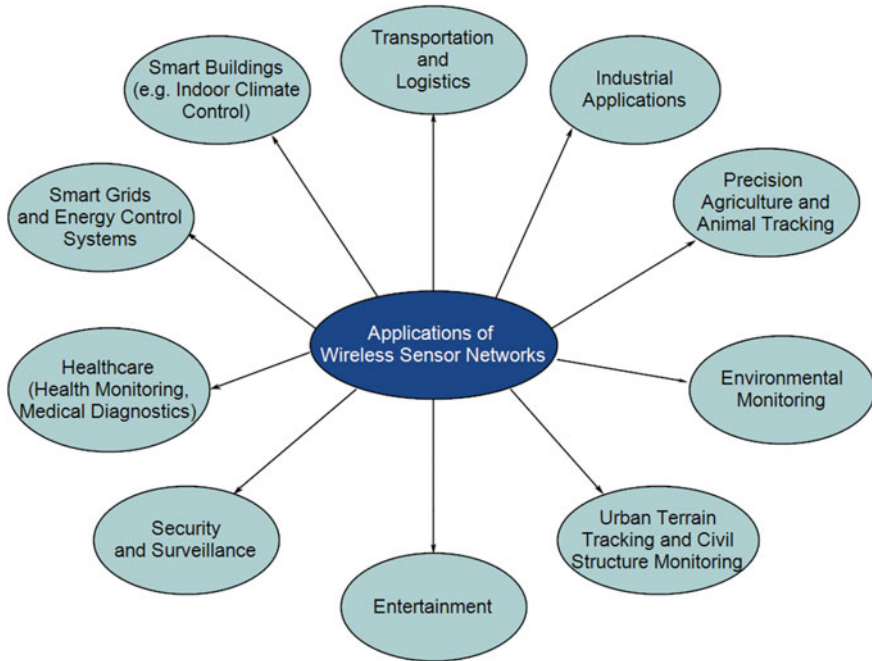 Transportation
and
Logistics
Smart Buildings
(e.g. Indoor Climate
Control)
Industrial
Applications
Smart Grids
and Energy Control
Systems
Precision
Agriculture and
Animal Tracking
Applications of
Wireless Sensor Networks
Healthcare
(Health Monitoring,
Medical Diagnostics)
Environmental
Monitoring
Security
and Surveillance
Urban Terrain
Tracking and Civil
Structure Monitoring
Entertainment